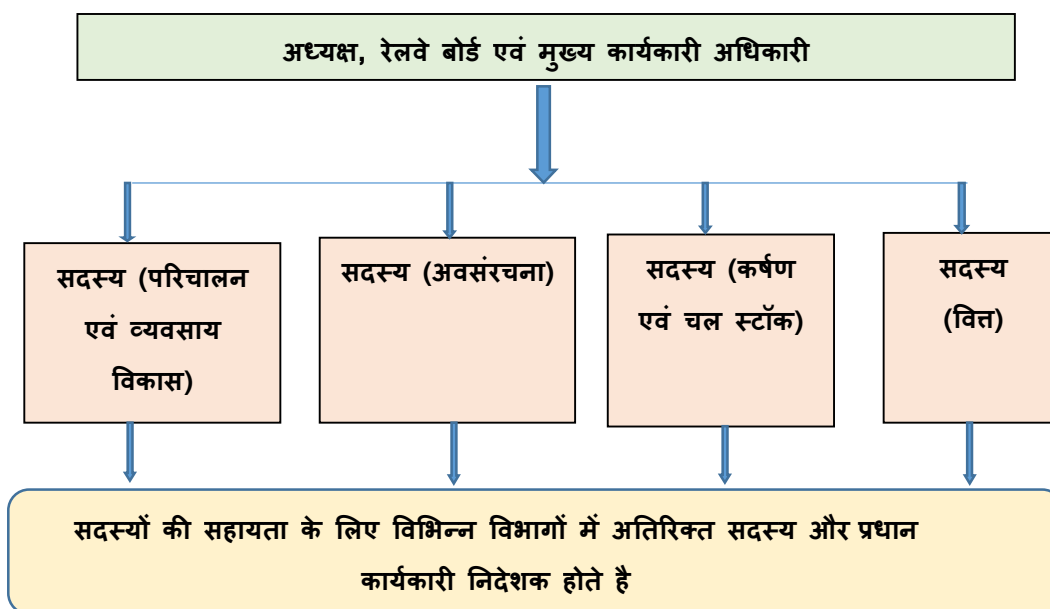 अध्यक्ष, रेलवे बोर्ड एवं मुख्य कार्यकारी अधिकारी
सदस्य (परिचालन
एवं व्यवसाय
विकास)
सदस्य (अवसंरचना)
सदस्य (कर्षण
एवं चल स्टॉक)
सदस्य
(वित्त)
सदस्यों की सहायता के लिए विभिन्न विभागों में अतिरिक्त सदस्य और प्रधान
कार्यकारी निदेशक होते है